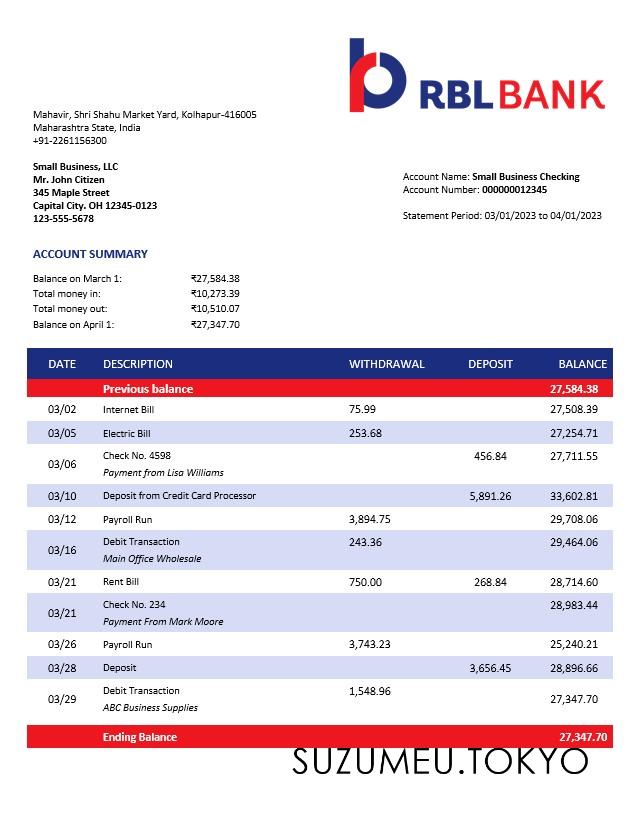 RBL BANK
Mahavir, Shri Shahu Market Yard, Kolhapur-416005
Maharashtra State, India
+91-2261156300
Small Business, LLC
Mr. John Citizen
345 Maple Street
Capital City. OH 12345-0123
123-555-5678
Account Name: Small Business Checking
Account Number: 000000012345
Statement Period: 03/01/2023 to 04/01/2023
ACCOUNT SUMMARY
Balance on March 1: ₹27,584.38
Total money in: ₹10,273.39
Total money out: ₹10,510.07
Balance on April 1: ₹27,347.70
DATE DESCRIPTION WITHDRAWAL DEPOSIT BALANCE
Previous balance 27,584.38
03/02 Internet Bill 75.99 27,508.39
03/05 Electric Bill 253.68 27,254.71
03/06 Check No. 4598 456.84 27,711.55
Payment from Lisa Williams
03/10 Deposit from Credit Card Processor 5,891.26 33,602.81
03/12 Payroll Run 3,894.75 29,708.06
03/16 Debit Transaction 243.36 29,464.06
Main Office Wholesale
03/21 Rent Bill 750.00 268.84 28,714.60
03/21 Check No. 234 28,983.44
Payment From Mark Moore
03/26 Payroll Run 3,743.23 25,240.21
03/28 Deposit 3,656.45 28,896.66
03/29 Debit Transaction 1,548.96 27,347.70
ABC Business Supplies
Ending Balance 27,347.70
SUZUMEU.TOKYO